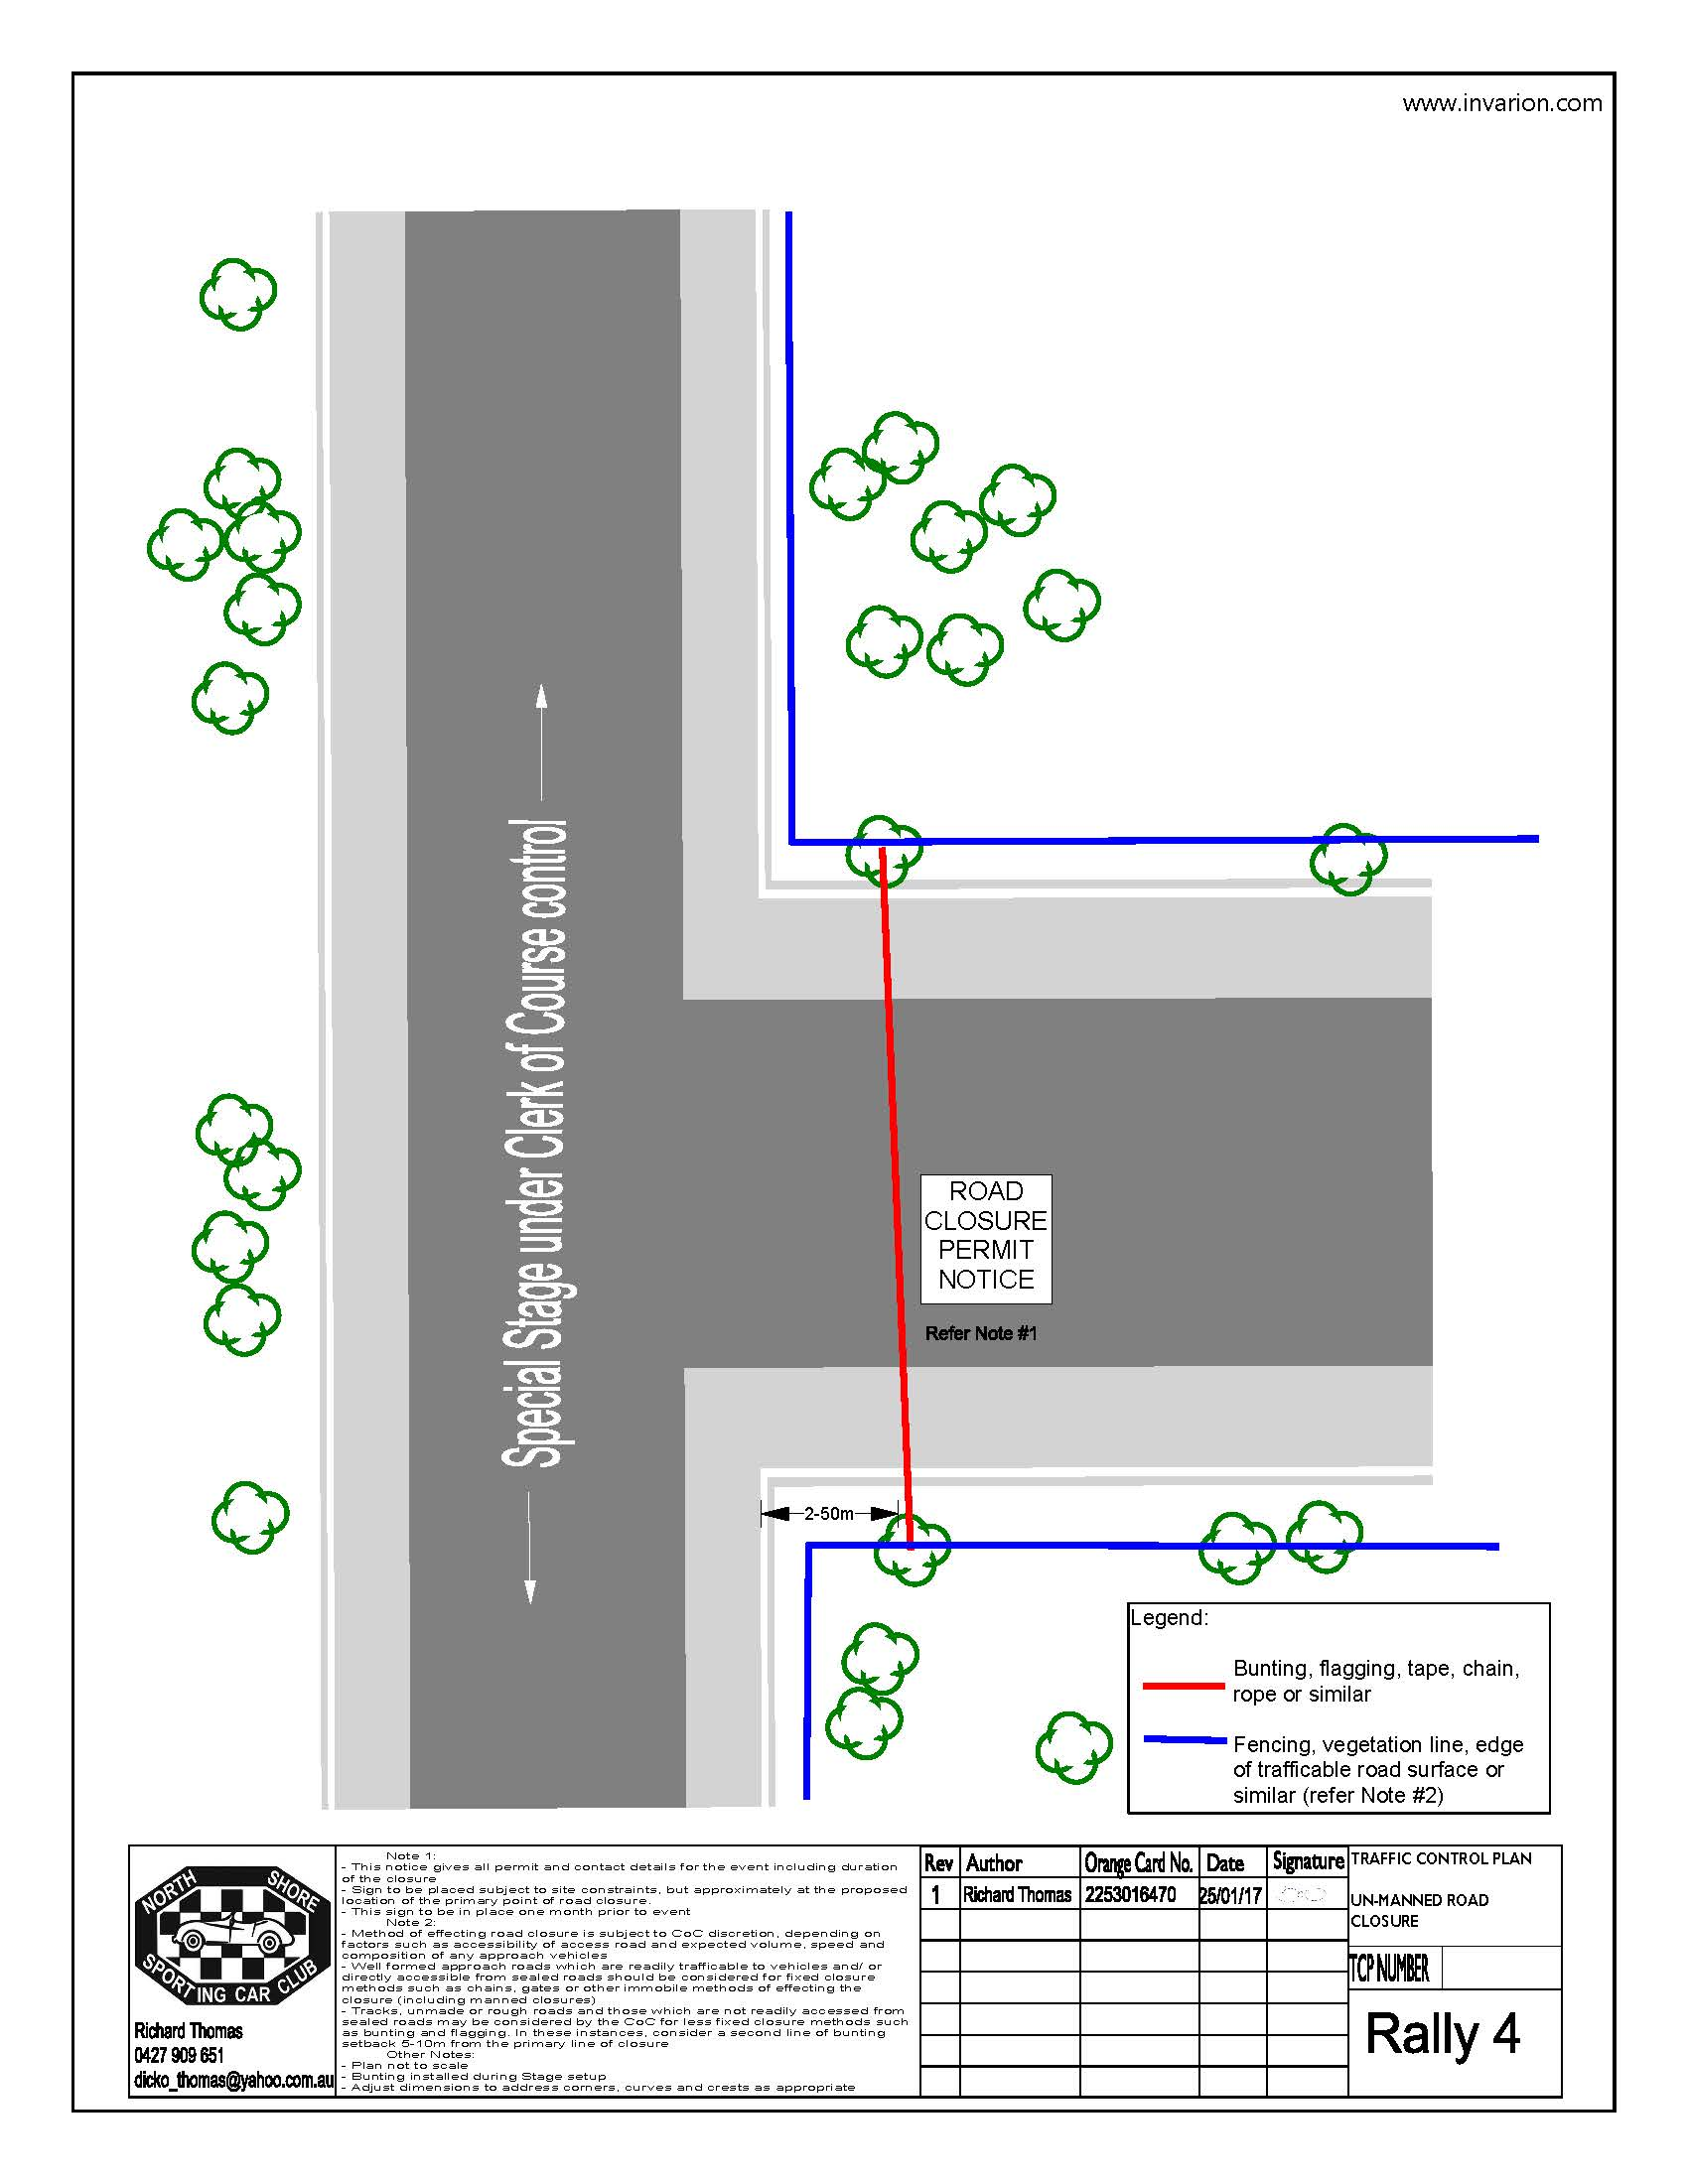 www.invarion.com
Special Stage under Clerk of Course control
ROAD
CLOSURE
PERMIT
NOTICE
Refer Note #1
2-50m
Legend:
Bunting, flagging, tape, chain,
rope or similar
Fencing, vegetation line, edge
of trafficable road surface or
similar (refer Note #2)
NORTH SHORE
SPORTING CAR CLUB
Richard Thomas
0427 909 651
dicko_thomas@yahoo.com.au
Note 1:
- This notice gives all permit and contact details for the event including duration
of the closure
- Sign to be placed subject to site constraints, but approximately at the proposed
location of the primary point of road closure.
- This sign to be in place one month prior to event
Note 2:
- Method of effecting road closure is subject to CoC discretion, depending on
factors such as accessibility of access road and expected volume, speed and
composition of any approach vehicles
- Well formed approach roads which are readily trafficable to vehicles and/ or
directly accessible from sealed roads should be considered for fixed closure
methods such as chains, gates or other immobile methods of effecting the
closure (including manned closures)
- Tracks, unmade or rough roads and those which are not readily accessed from
sealed roads may be considered by the CoC for less fixed closure methods such
as bunting and flagging. In these instances, consider a second line of bunting
setback 5-10m from the primary line of closure
Other Notes:
- Plan not to scale
- Bunting installed during Stage setup
- Adjust dimensions to address corners, curves and crests as appropriate
Rev Author Orange Card No. Date Signature
1 Richard Thomas 2253016470 25/01/17
TRAFFIC CONTROL PLAN
UN-MANNED ROAD
CLOSURE
TCP NUMBER
Rally 4